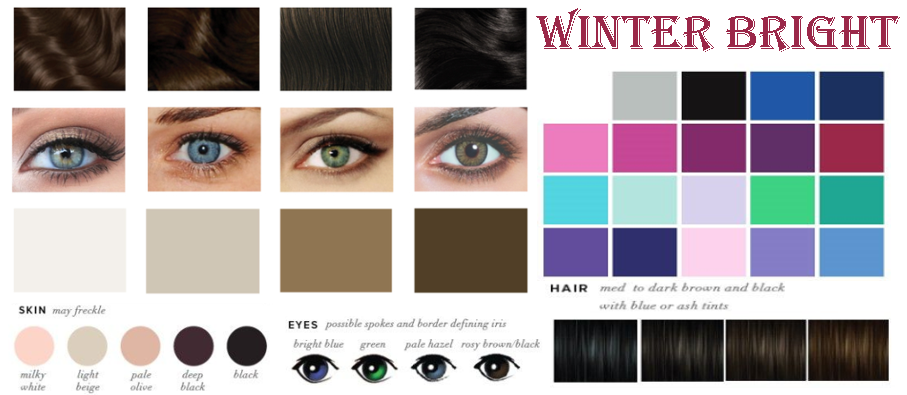 WINTER BRIGHT
SKIN may freckle
milky white
light beige
pale olive
deep black
black
EYES possible spokes and border defining iris
bright blue
green
pale hazel
rosy brown/black
HAIR med to dark brown and black
with blue or ash tints